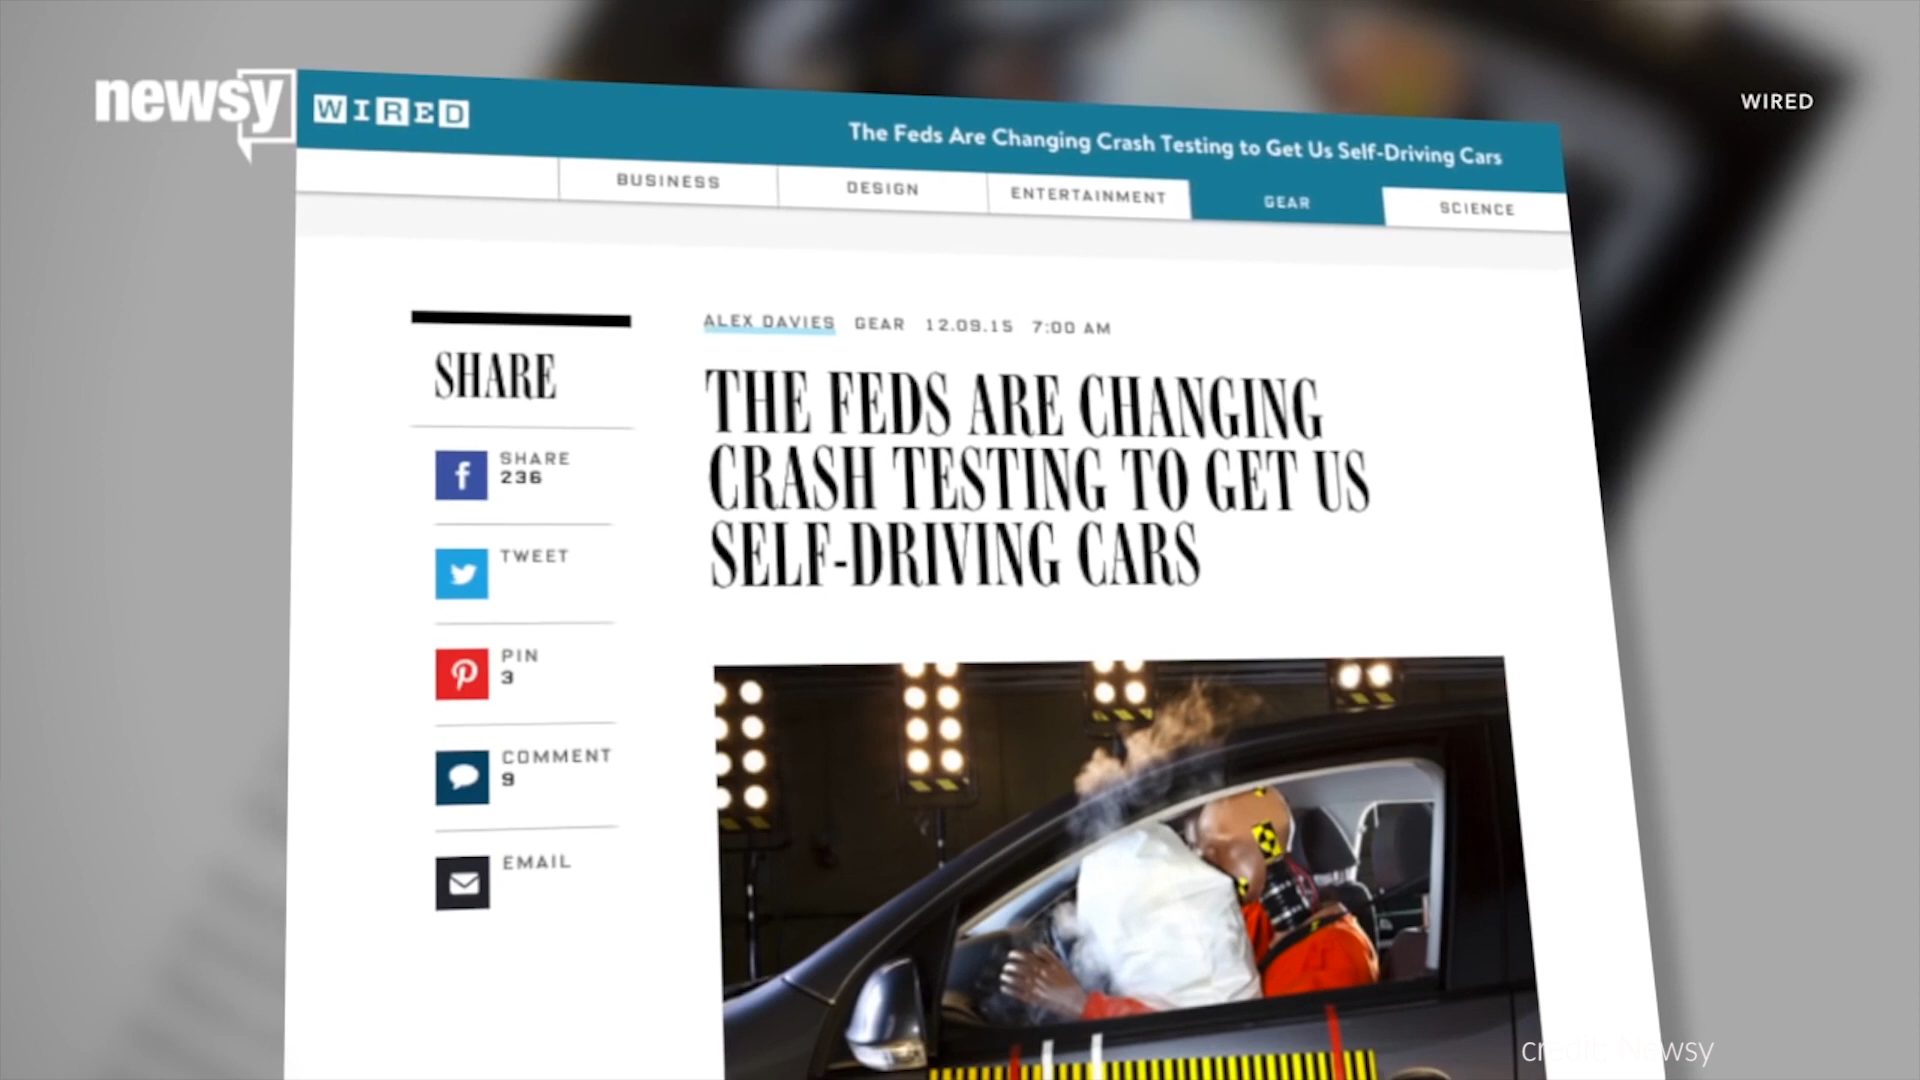 newsy
WIRED
WIRED
The Feds Are Changing Crash Testing to Get Us Self-Driving Cars
BUSINESS
DESIGN
ENTERTAINMENT
GEAR
SCIENCE
ALEX DAVIES GEAR 12.09.15 7:00 AM
SHARE
THE FEDS ARE CHANGING
CRASH TESTING TO GET US
SELF-DRIVING CARS
SHARE
236
TWEET
PIN
3
COMMENT
9
EMAIL
credit: Newsy